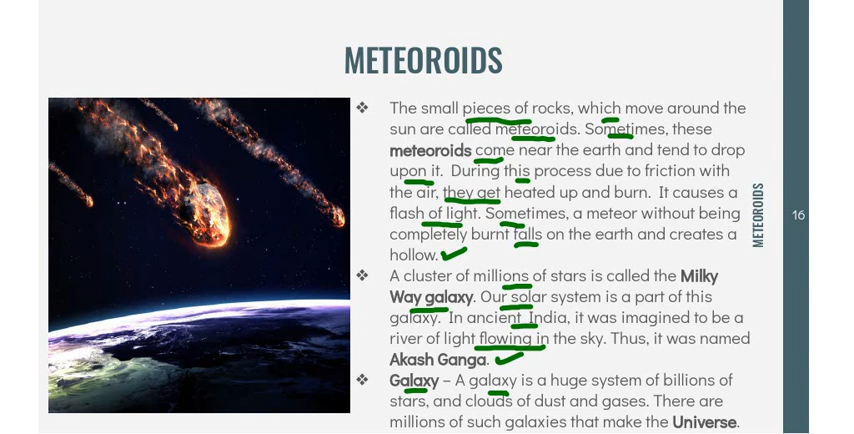 METEOROIDS
❖ The small pieces of rocks, which move around the
sun are called meteoroids. Sometimes, these
meteoroids come near the earth and tend to drop
upon it. During this process due to friction with
the air, they get heated up and burn. It causes a
flash of light. Sometimes, a meteor without being
completely burnt falls on the earth and creates a
hollow.
❖ A cluster of millions of stars is called the Milky
Way galaxy. Our solar system is a part of this
galaxy. In ancient India, it was imagined to be a
river of light flowing in the sky. Thus, it was named
Akash Ganga.
❖ Galaxy – A galaxy is a huge system of billions of
stars, and clouds of dust and gases. There are
millions of such galaxies that make the Universe.
METEOROIDS
16